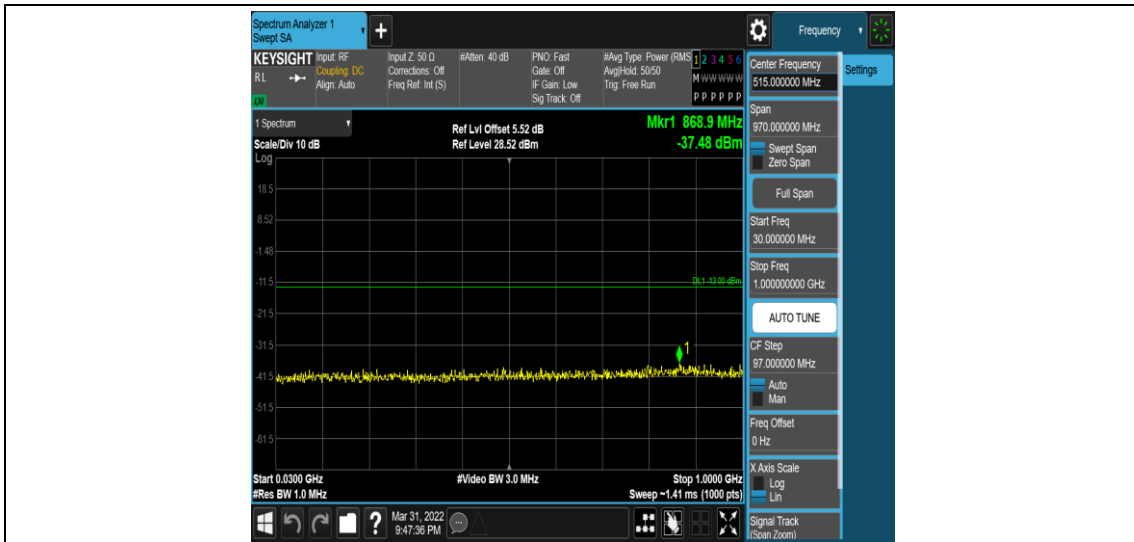 Spectrum Analyzer 1
Swept SA
+
Frequency
KEYSIGHT
RL
LXI
Input: RF
Coupling: DC
Align: Auto
Input Z: 50 Ω
Corrections: Off
Freq Ref: Int (S)
#Atten: 40 dB
PNO: Fast
Gate: Off
IF Gain: Low
Sig Track: Off
#Avg Type: Power (RMS
Avg|Hold: 50/50
Trig: Free Run
1 2 3 4 5 6
M W W W W W
P P P P P P
1 Spectrum
Scale/Div 10 dB
Log
Ref Lvl Offset 5.52 dB
Ref Level 28.52 dBm
Mkr1 868.9 MHz
-37.48 dBm
18.5
8.52
-1.48
-11.5
DL1 -13.00 dBm
-21.5
-31.5
1
-41.5
-51.5
-61.5
Start 0.0300 GHz
#Res BW 1.0 MHz
#Video BW 3.0 MHz
Stop 1.0000 GHz
Sweep ~1.41 ms (1000 pts)
Center Frequency
515.000000 MHz
Settings
Span
970.000000 MHz
Swept Span
Zero Span
Full Span
Start Freq
30.000000 MHz
Stop Freq
1.000000000 GHz
AUTO TUNE
CF Step
97.000000 MHz
Auto
Man
Freq Offset
0 Hz
X Axis Scale
Log
Lin
Signal Track
(Span Zoom)
?
Mar 31, 2022
9:47:36 PM